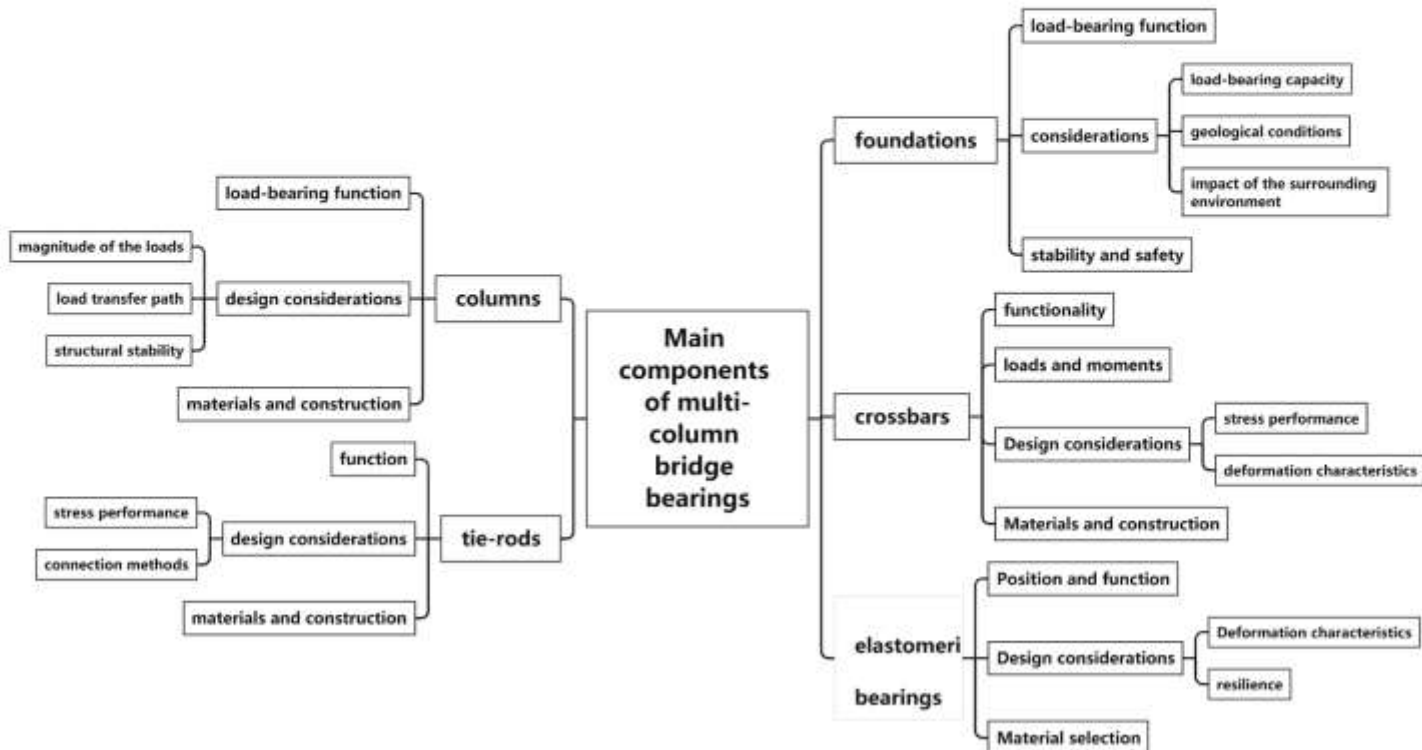 load-bearing function
load-bearing capacity
foundations
considerations
geological conditions
impact of the surrounding
environment
stability and safety
load-bearing function
magnitude of the loads
load transfer path
design considerations
columns
structural stability
materials and construction
Main
components
of multi-
column
bridge
bearings
functionality
loads and moments
crossbars
Design considerations
stress performance
deformation characteristics
Materials and construction
function
stress performance
design considerations
tie-rods
connection methods
materials and construction
Position and function
elastomeri
bearings
Design considerations
Deformation characteristics
resilience
Material selection